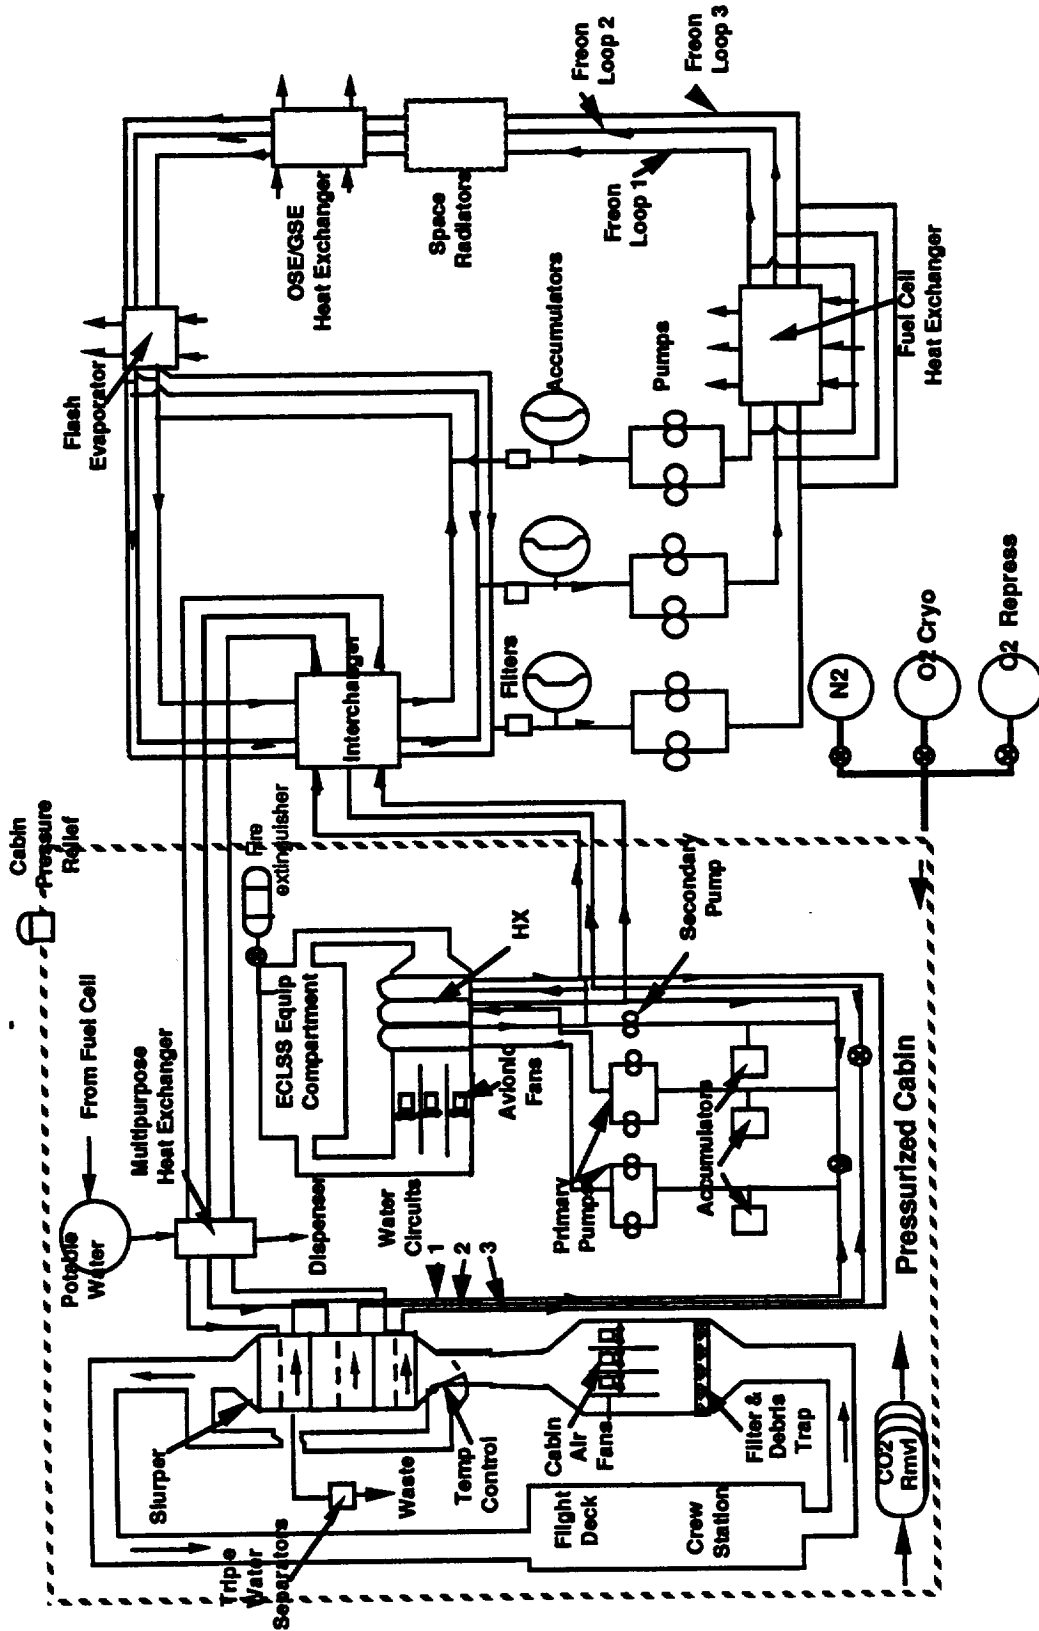 Cabin
Pressure
Relief
From Fuel Cell
Potable
Water
Multipurpose
Heat Exchanger
Dispenser
Fire
extinguisher
ECLSS Equip
Compartment
HX
Avionic
Fans
Water
Circuits
1
2
3
Primary
Pumps
Secondary
Pump
Accumulators
Pressurized Cabin
Slurper
Triple
Water
Separators
Waste
Temp
Control
Cabin
Air
Fans
Filter &
Debris
Trap
Flight
Deck
Crew
Station
CO2
Rmvl
Flash
Evaporator
Interchanger
OSE/GSE
Heat Exchanger
Space
Radiators
Freon
Loop 1
Freon
Loop 2
Freon
Loop 3
Filters
Accumulators
Pumps
Fuel Cell
Heat Exchanger
N2
O2 Cryo
O2 Repress